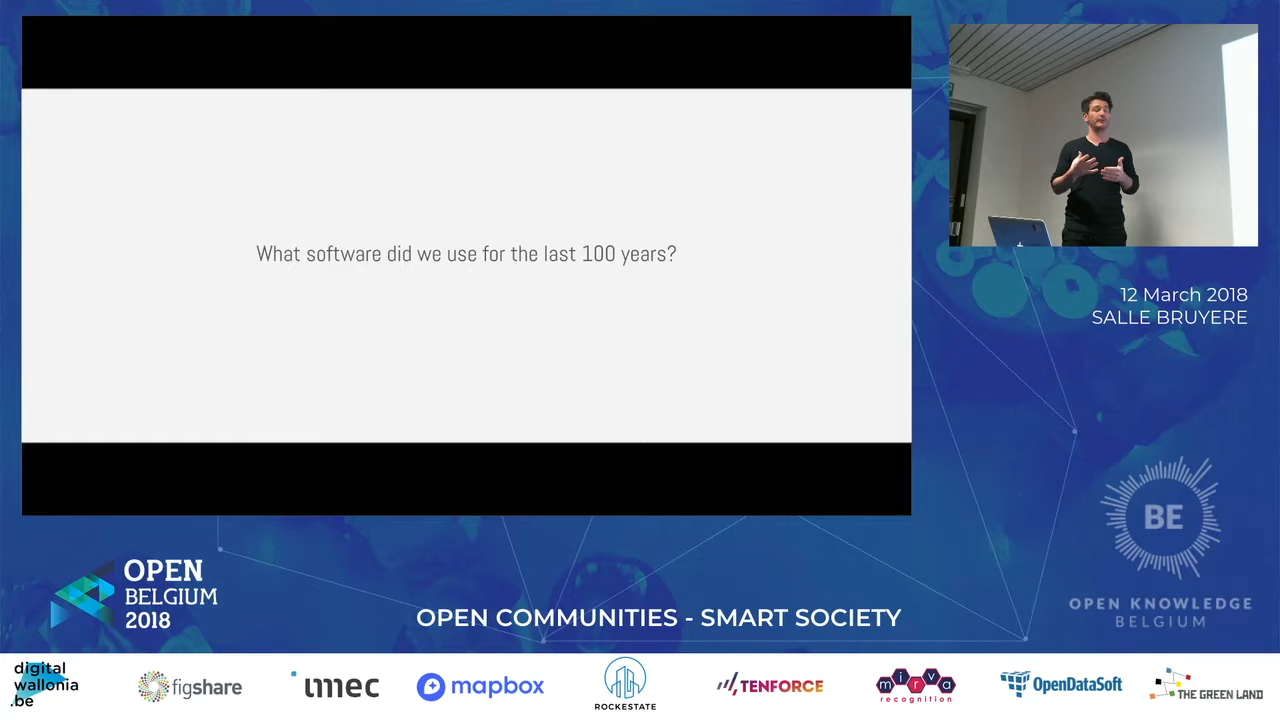 What software did we use for the last 100 years?
12 March 2018
SALLE BRUYERE
BE
OPEN KNOWLEDGE
BELGIUM
OPEN
BELGIUM
2018
OPEN COMMUNITIES - SMART SOCIETY
digital
wallonia
.be
figshare
imec
mapbox
ROCKESTATE
TENFORCE
mirva
recognition
OpenDataSoft
THE GREEN LAND